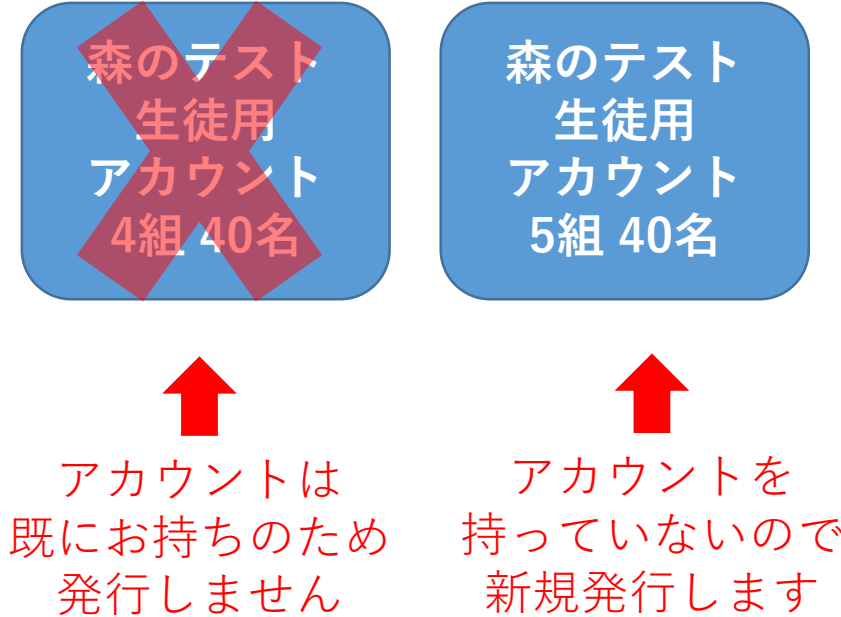 森のテスト
生徒用
アカウント
4組 40名
森のテスト
生徒用
アカウント
5組 40名
アカウントは
既にお持ちのため
発行しません
アカウントを
持っていないので
新規発行します